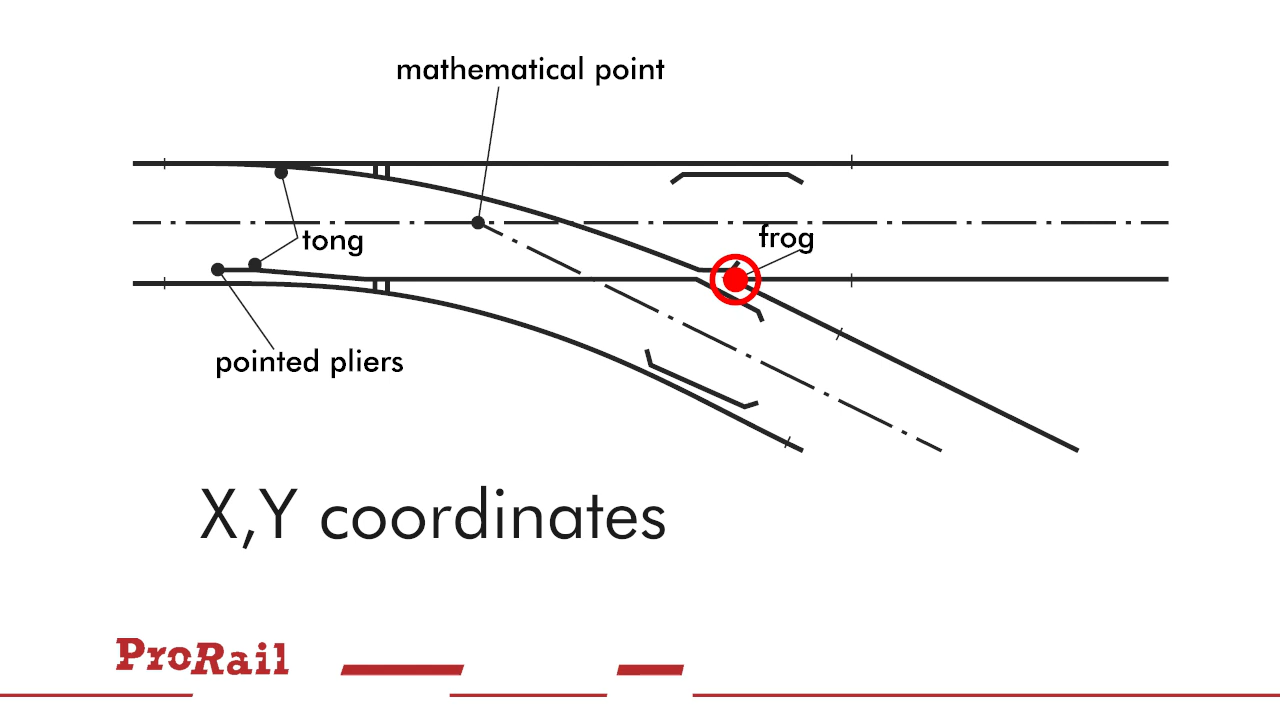 mathematical point
frog
tong
pointed pliers
X,Y coordinates
ProRail